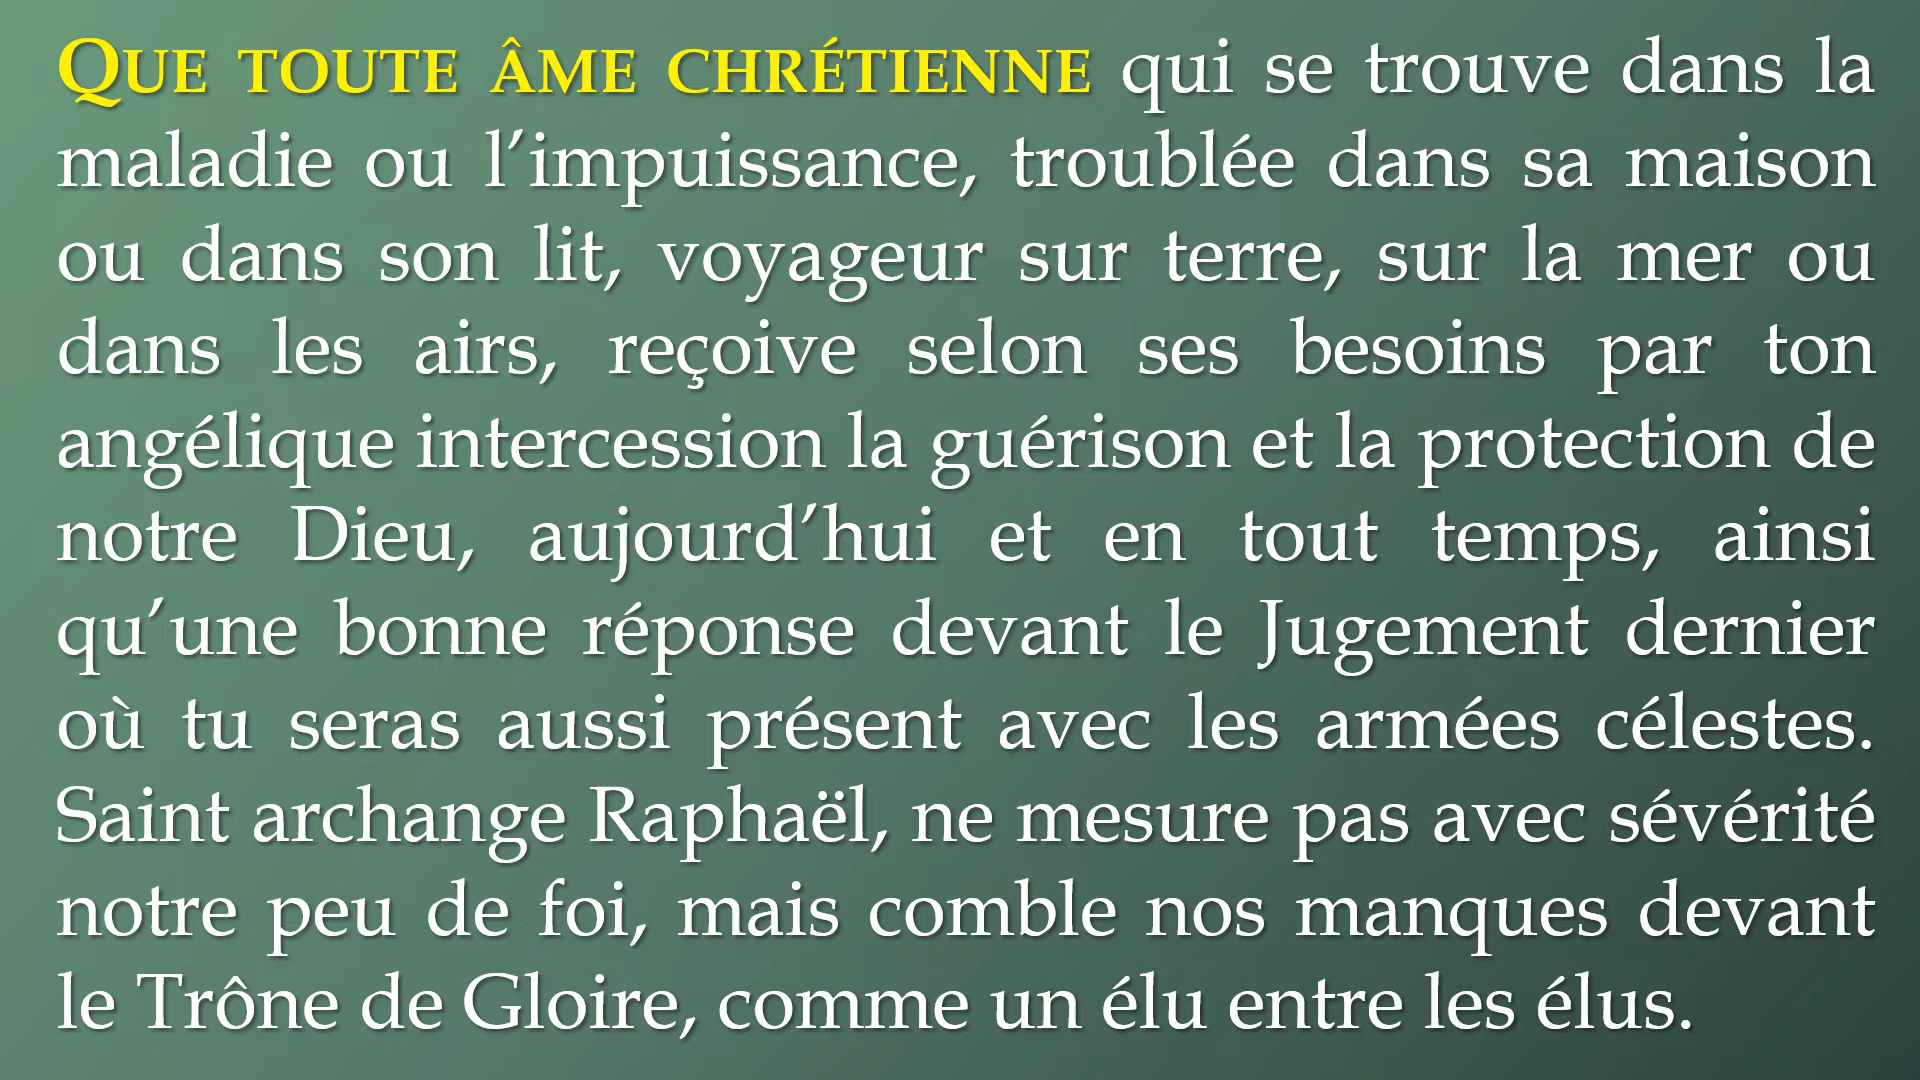 QUE TOUTE ÂME CHRÉTIENNE qui se trouve dans la
maladie ou l’impuissance, troublée dans sa maison
ou dans son lit, voyageur sur terre, sur la mer ou
dans les airs, reçoive selon ses besoins par ton
angélique intercession la guérison et la protection de
notre Dieu, aujourd’hui et en tout temps, ainsi
qu’une bonne réponse devant le Jugement dernier
où tu seras aussi présent avec les armées célestes.
Saint archange Raphaël, ne mesure pas avec sévérité
notre peu de foi, mais comble nos manques devant
le Trône de Gloire, comme un élu entre les élus.